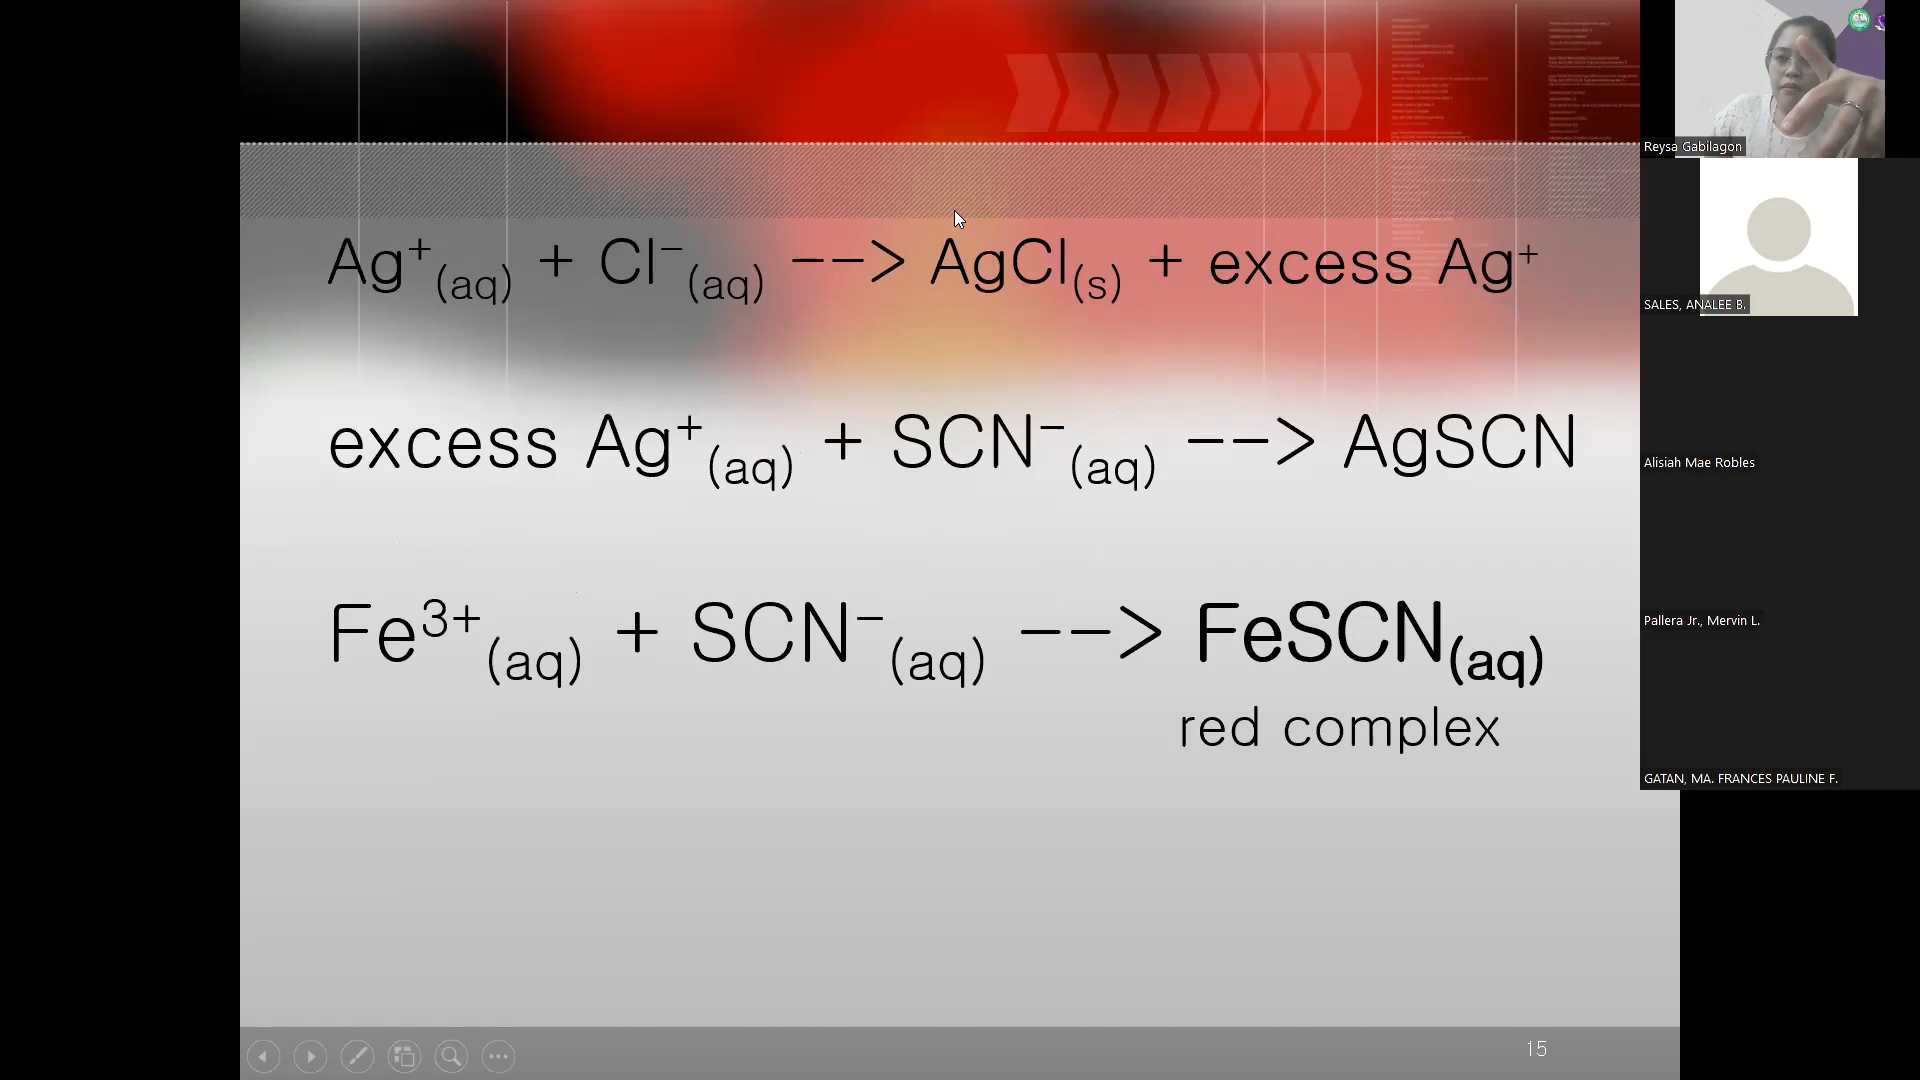 Ag⁺(aq) + Cl⁻(aq) --> AgCl(s) + excess Ag⁺
excess Ag⁺(aq) + SCN⁻(aq) --> AgSCN
Fe³⁺(aq) + SCN⁻(aq) --> FeSCN(aq)
red complex
15
Reysa Gabilagon
SALES, ANALEE B.
Alisiah Mae Robles
Pallera Jr., Mervin L.
GATAN, MA. FRANCES PAULINE F.